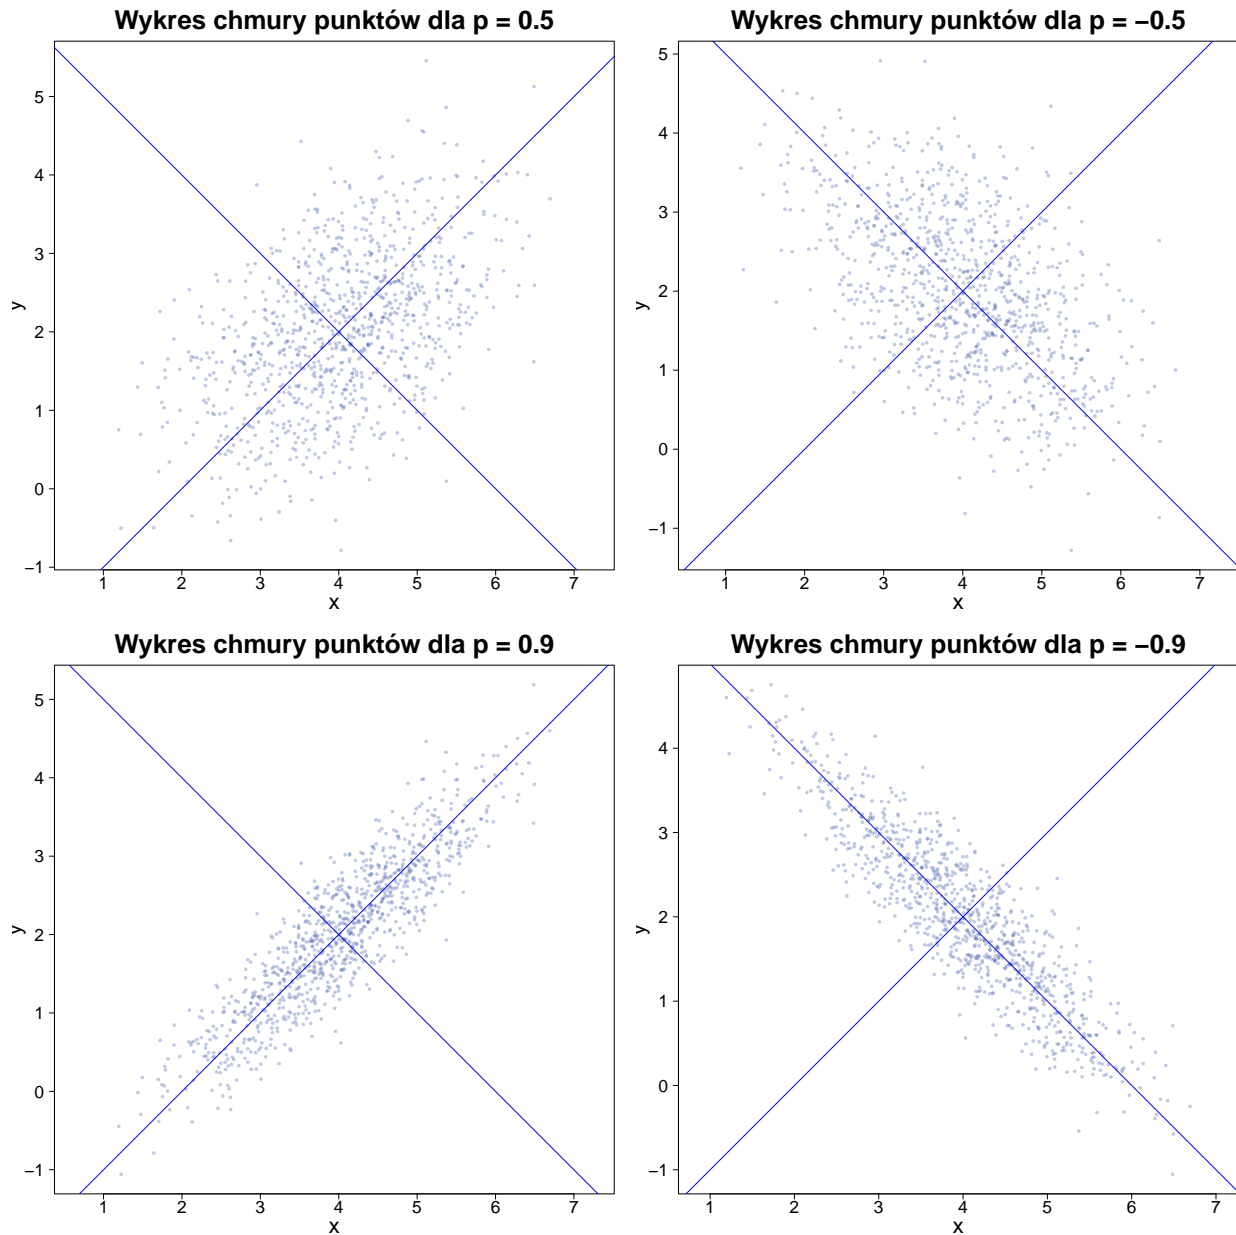 Wykres chmury punktów dla p = 0.5
5
4
3
2
1
0
−1
y
1 2 3 4 5 6 7
x
Wykres chmury punktów dla p = −0.5
5
4
3
2
1
0
−1
y
1 2 3 4 5 6 7
x
Wykres chmury punktów dla p = 0.9
5
4
3
2
1
0
−1
y
1 2 3 4 5 6 7
x
Wykres chmury punktów dla p = −0.9
4
3
2
1
0
−1
y
1 2 3 4 5 6 7
x